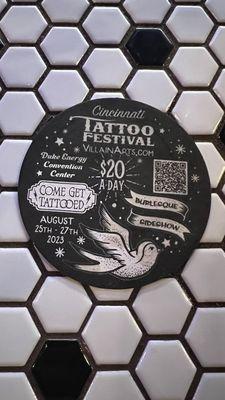 Cincinnati
Tattoo
Festival
VillainArts.com
Duke Energy
Convention
Center
$20
A-Day
Come Get
Tattooed
August
25th - 27th
2023
Burlesque
Sideshow